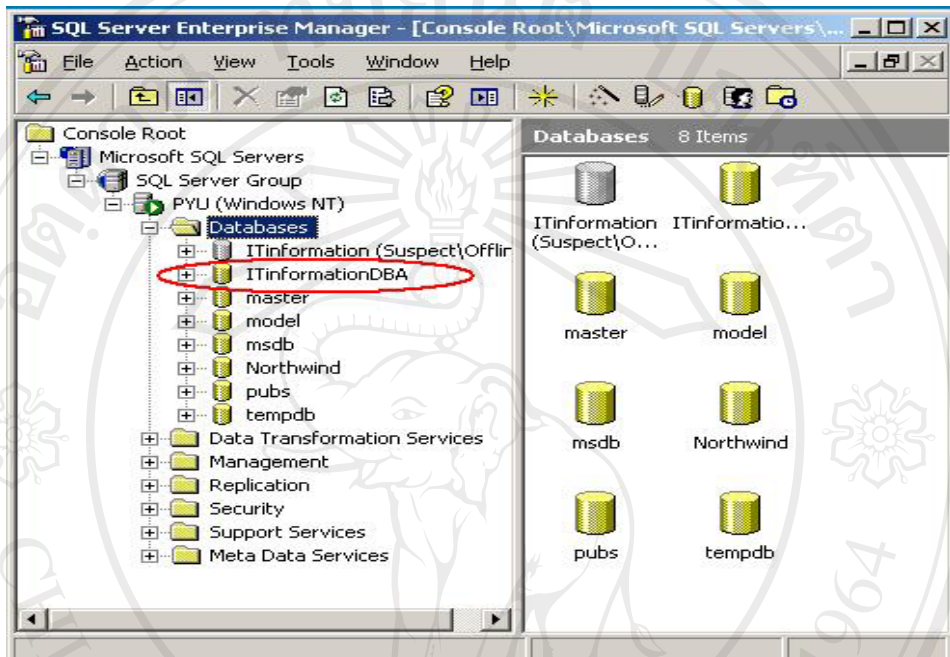 SQL Server Enterprise Manager - [Console Root\Microsoft SQL Servers\...
File Action View Tools Window Help
Console Root
Microsoft SQL Servers
SQL Server Group
PYU (Windows NT)
Databases
ITinformation (Suspect\Offlin
ITinformationDBA
master
model
msdb
Northwind
pubs
tempdb
Data Transformation Services
Management
Replication
Security
Support Services
Meta Data Services
Databases 8 Items
ITinformation (Suspect\O...
ITinformatio...
master
model
msdb
Northwind
pubs
tempdb
1964